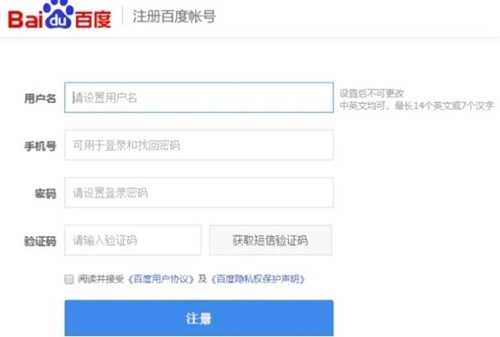 Bai du 百度 注册百度帐号
用户名 请设置用户名 设置后不可更改
中英文均可，最长14个英文或7个汉字
手机号 可用于登录和找回密码
密码 请设置登录密码
验证码 请输入验证码 获取短信验证码
阅读并接受《百度用户协议》及《百度隐私权保护声明》
注册